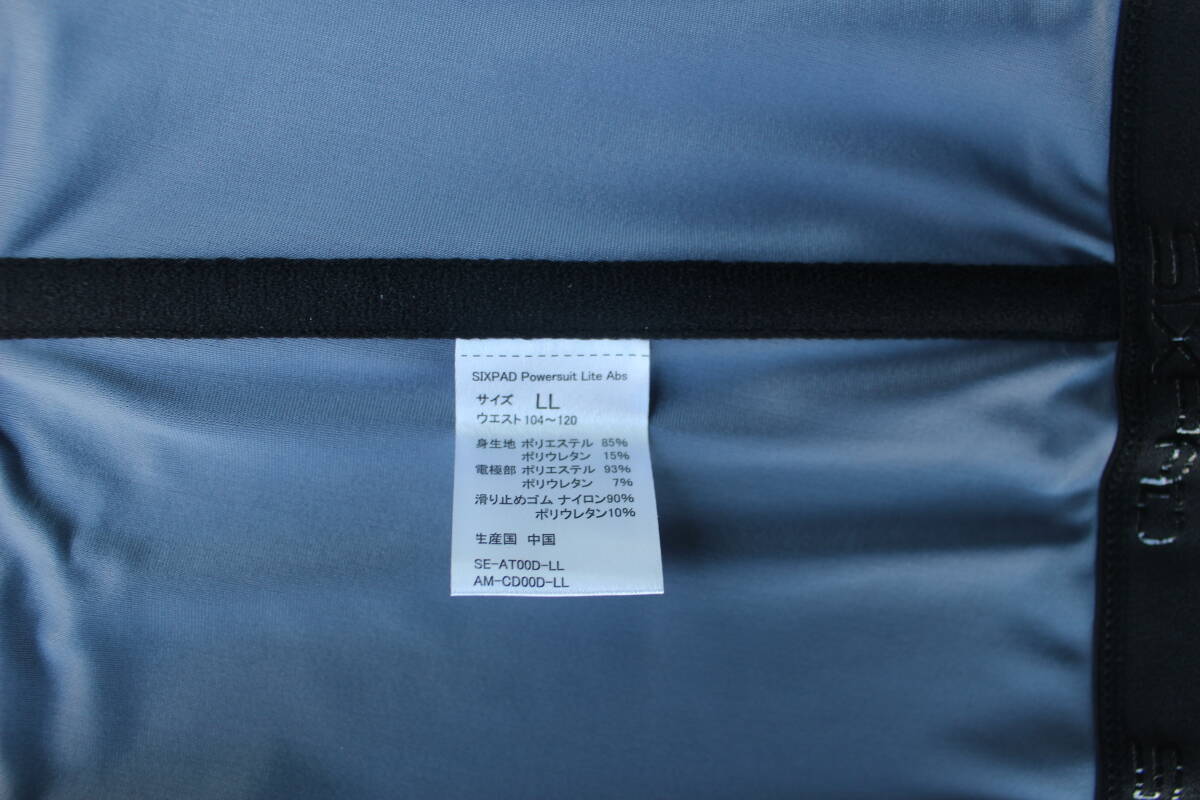 SIXPAD Powersuit Lite Abs
サイズ LL
ウエスト104～120
身生地 ポリエステル 85%
ポリウレタン 15%
電極部 ポリエステル 93%
ポリウレタン 7%
滑り止めゴム ナイロン90%
ポリウレタン10%
生産国 中国
SE-AT00D-LL
AM-CD00D-LL